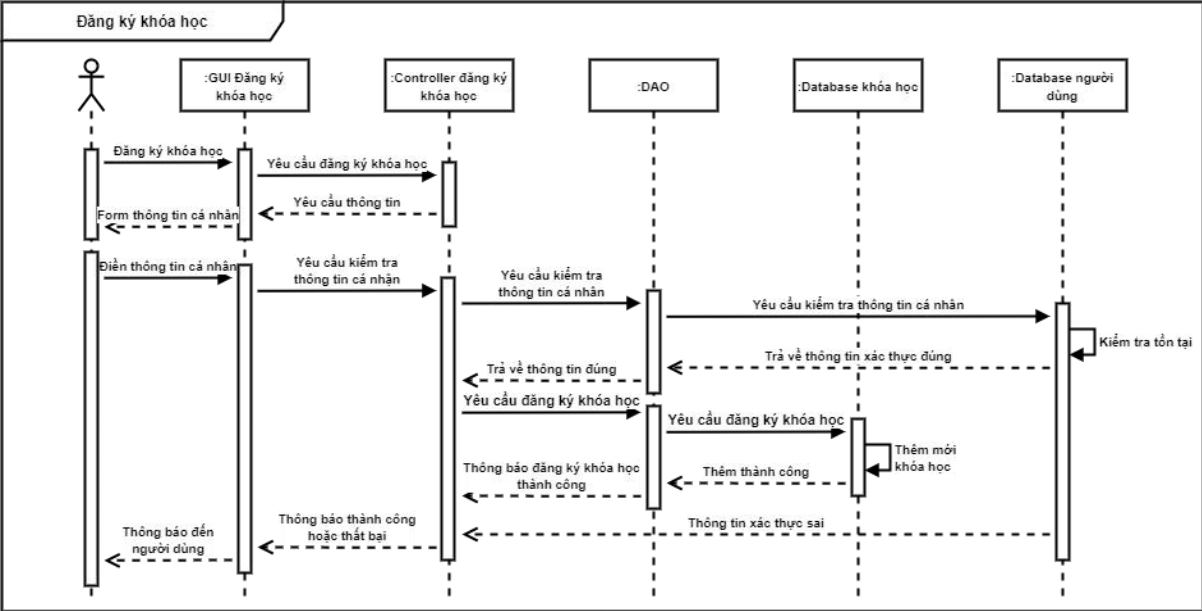 Đăng ký khóa học
:GUI Đăng ký
khóa học
:Controller đăng ký
khóa học
:DAO
:Database khóa học
:Database người
dùng
Đăng ký khóa học
Yêu cầu đăng ký khóa học
Yêu cầu thông tin
Form thông tin cá nhân
Điền thông tin cá nhân
Yêu cầu kiểm tra
thông tin cá nhận
Yêu cầu kiểm tra
thông tin cá nhân
Yêu cầu kiểm tra thông tin cá nhân
Kiểm tra tồn tại
Trả về thông tin xác thực đúng
Trả về thông tin đúng
Yêu cầu đăng ký khóa học
Yêu cầu đăng ký khóa học
Thêm mới
khóa học
Thông báo đăng ký khóa học
thành công
Thêm thành công
Thông báo thành công
hoặc thất bại
Thông tin xác thực sai
Thông báo đến
người dùng